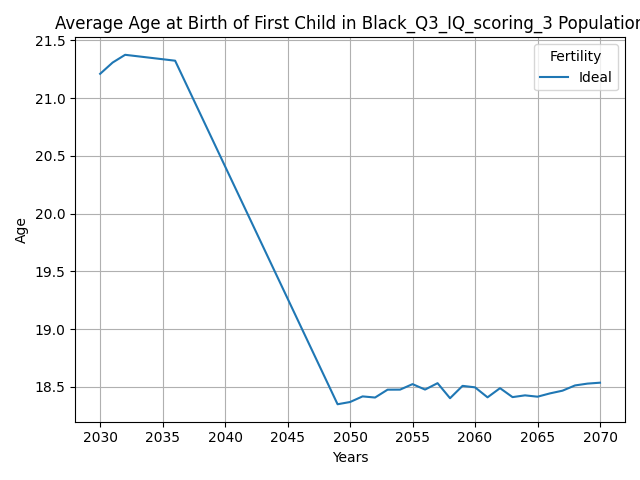 Average Age at Birth of First Child in Black_Q3_IQ_scoring_3 Population
Fertility
Ideal
21.5
21.0
20.5
20.0
19.5
19.0
18.5
Age
2030 2035 2040 2045 2050 2055 2060 2065 2070
Years